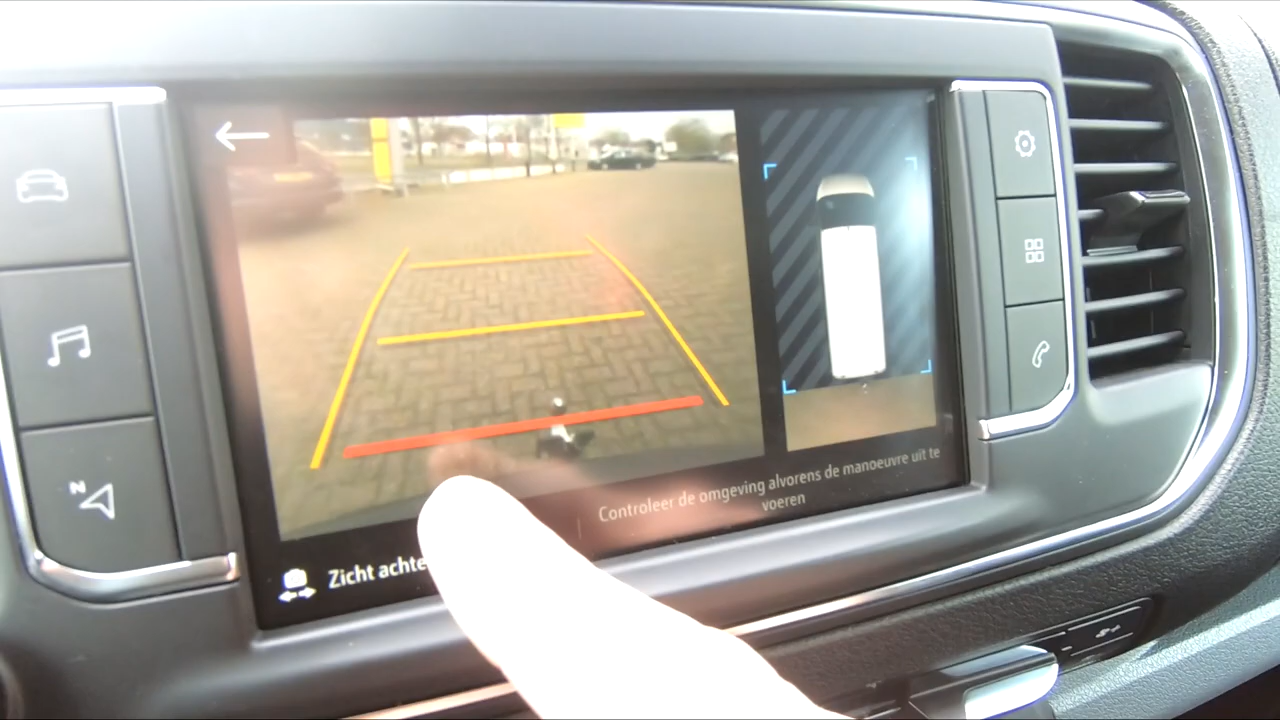 Controleer de omgeving alvorens de manoeuvre uit te
voeren
Zicht achte
N